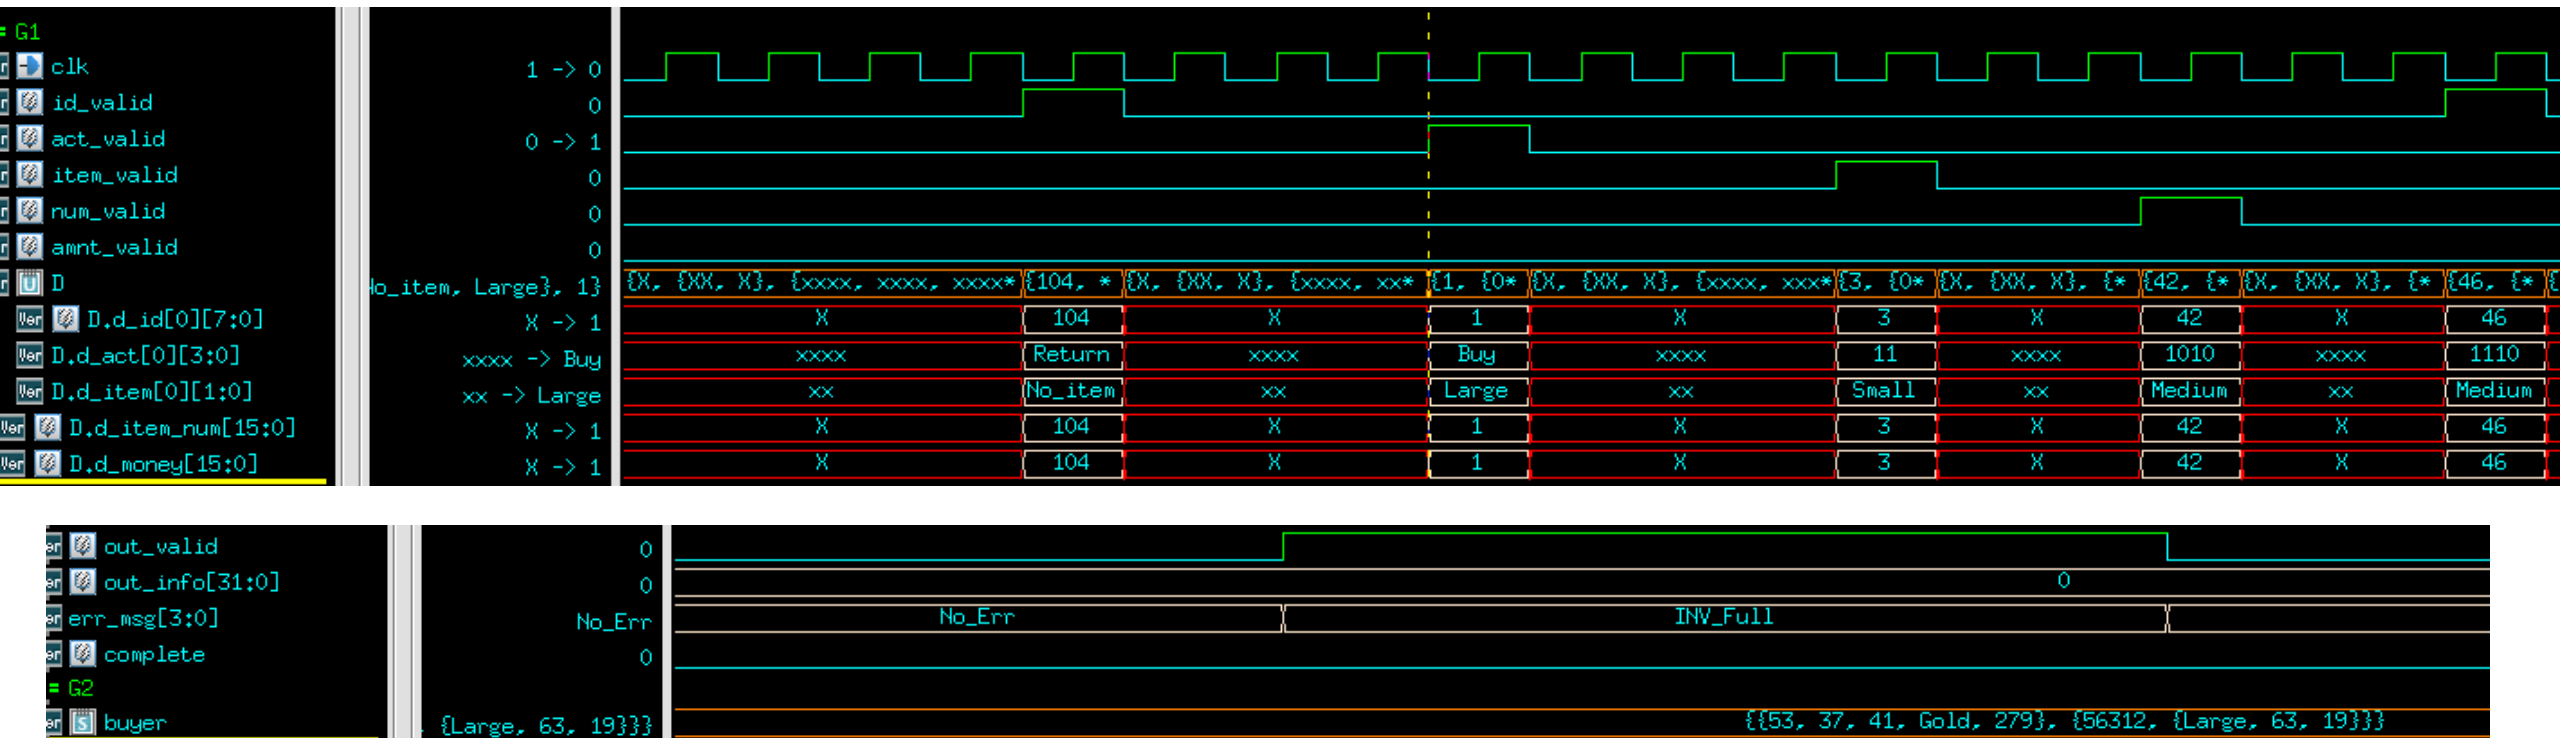 = G1
clk 1 -> 0
id_valid 0
act_valid 0 -> 1
item_valid 0
num_valid 0
amnt_valid 0
D o_item, Large}, 1} {X, {XX, X}, {xxxx, xxxx, xxxx* {104, * {X, {XX, X}, {xxxx, xx* {1, {0* {X, {XX, X}, {xxxx, xxx* {3, {0* {X, {XX, X}, {* {42, {* {X, {XX, X}, {* {46, {*
Ver D.d_id[0][7:0] X -> 1 X 104 X 1 X 3 X 42 X 46
Ver D.d_act[0][3:0] xxxx -> Buy xxxx Return xxxx Buy xxxx 11 xxxx 1010 xxxx 1110
Ver D.d_item[0][1:0] xx -> Large xx No_item xx Large xx Small xx Medium xx Medium
Ver D.d_item_num[15:0] X -> 1 X 104 X 1 X 3 X 42 X 46
Ver D.d_money[15:0] X -> 1 X 104 X 1 X 3 X 42 X 46
out_valid 0
out_info[31:0] 0 0
err_msg[3:0] No_Err No_Err INV_Full
complete 0
= G2
buyer {Large, 63, 19}}} {{53, 37, 41, Gold, 279}, {56312, {Large, 63, 19}}}